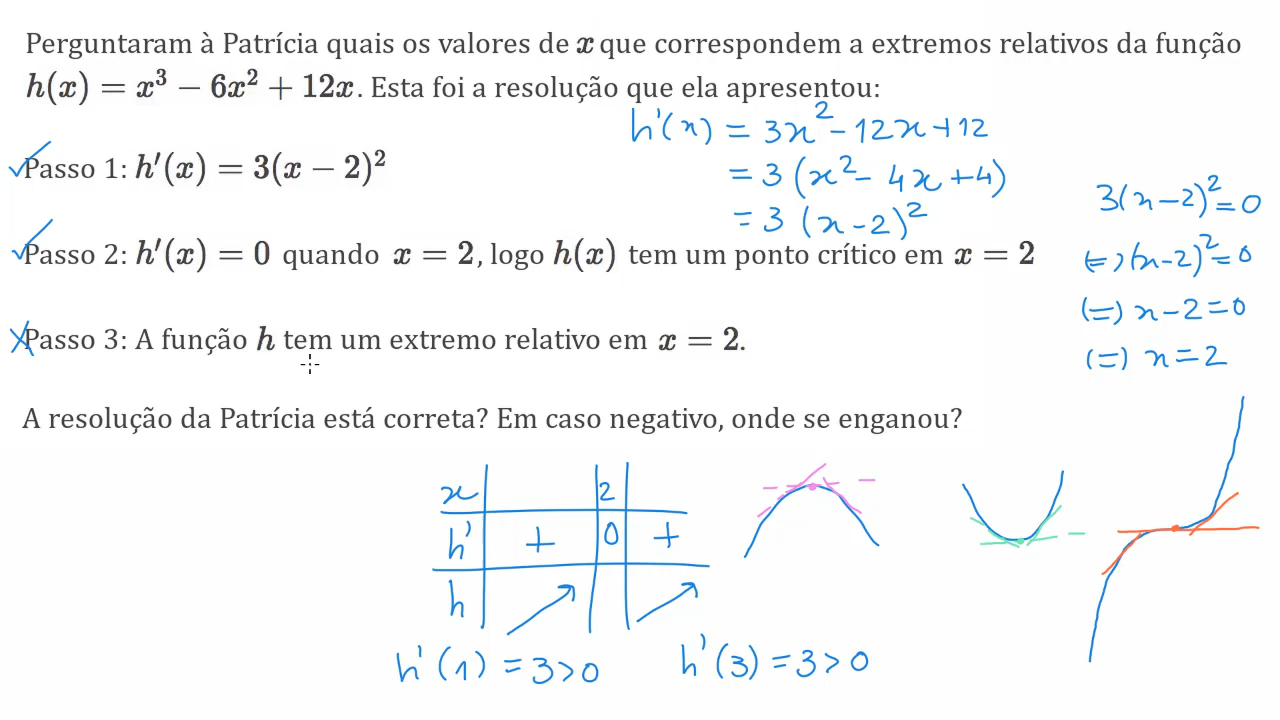 Perguntaram à Patrícia quais os valores de x que correspondem a extremos relativos da função
h(x) = x³ − 6x² + 12x. Esta foi a resolução que ela apresentou:
h'(x) = 3x² - 12x + 12
Passo 1: h′(x) = 3(x − 2)²
= 3 (x² - 4x + 4)
= 3 (x - 2)²
Passo 2: h′(x) = 0 quando x = 2, logo h(x) tem um ponto crítico em x = 2
Passo 3: A função h tem um extremo relativo em x = 2.
3(x - 2)² = 0
(=) (x - 2)² = 0
(=) x - 2 = 0
(=) x = 2
A resolução da Patrícia está correta? Em caso negativo, onde se enganou?
x 2
h' + 0 +
h
h'(1) = 3 > 0 h'(3) = 3 > 0